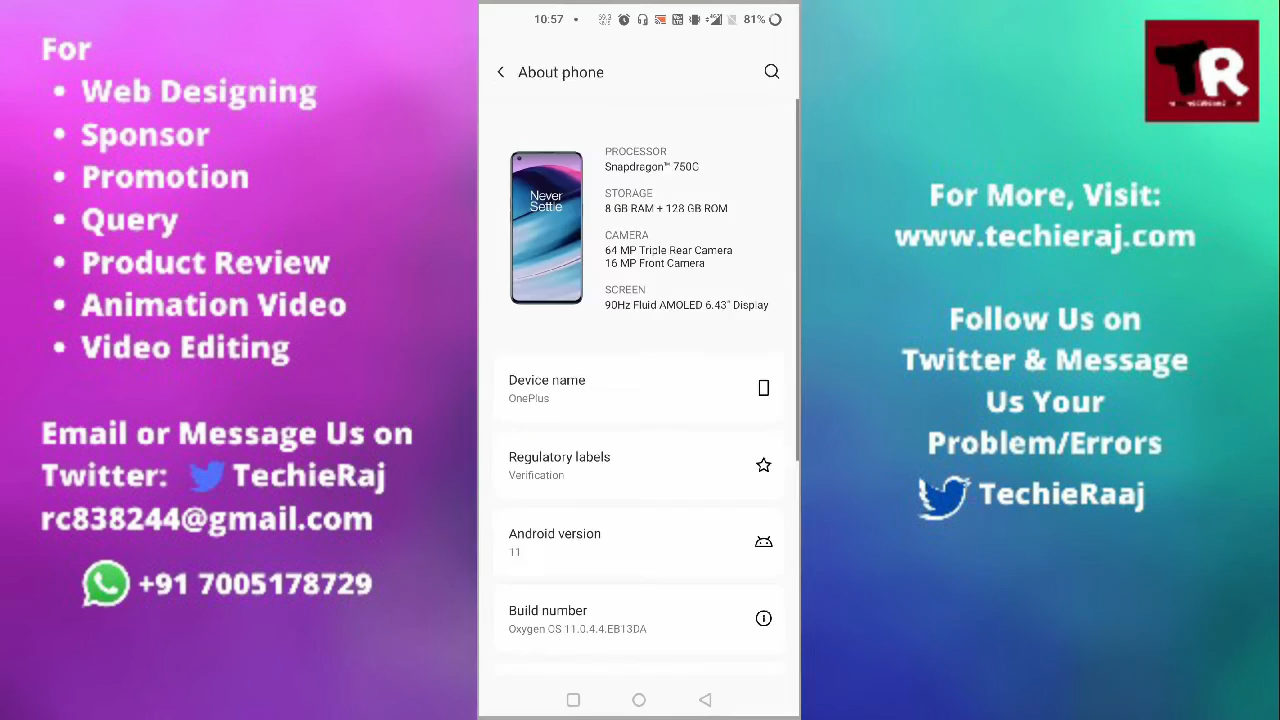 For
• Web Designing
• Sponsor
• Promotion
• Query
• Product Review
• Animation Video
• Video Editing
Email or Message Us on
Twitter: TechieRaj
rc838244@gmail.com
+91 7005178729
10:57 • 81%
About phone
PROCESSOR
Snapdragon™ 750C
STORAGE
8 GB RAM + 128 GB ROM
CAMERA
64 MP Triple Rear Camera
16 MP Front Camera
SCREEN
90Hz Fluid AMOLED 6.43" Display
Never
Settle
Device name
OnePlus
Regulatory labels
Verification
Android version
11
Build number
Oxygen CS 11.0.4.4.EB13DA
TR
For More, Visit:
www.techieraj.com
Follow Us on
Twitter & Message
Us Your
Problem/Errors
TechieRaaj